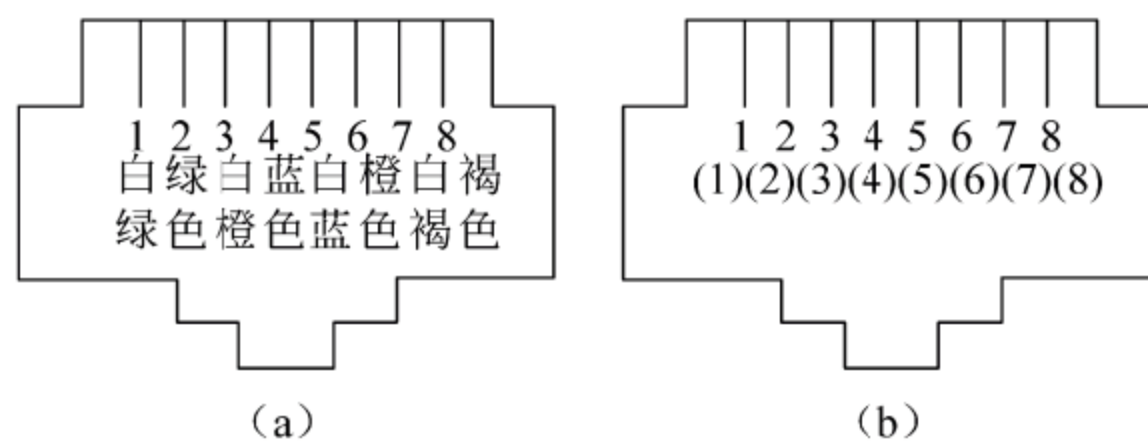 1 2 3 4 5 6 7 8
白绿白蓝白橙白褐
绿色橙色蓝色褐色
(a)
1 2 3 4 5 6 7 8
(1)(2)(3)(4)(5)(6)(7)(8)
(b)